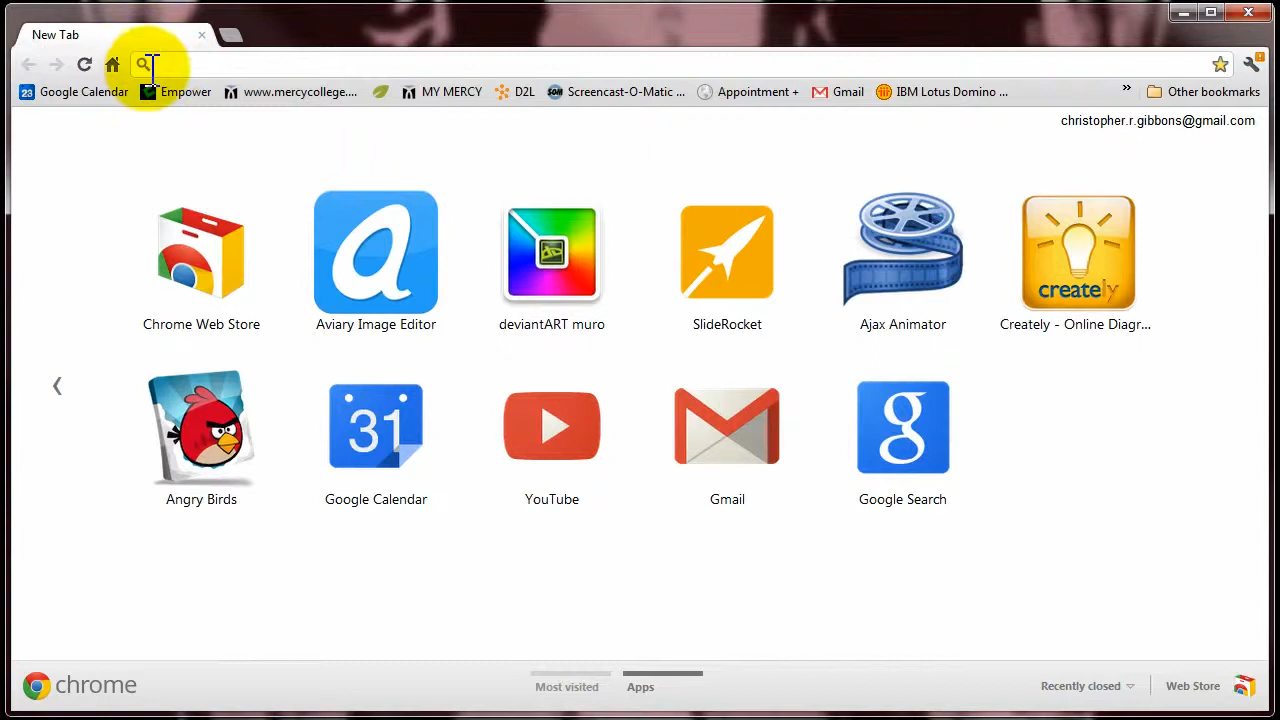 New Tab
23 Google Calendar Empower www.mercycollege.... MY MERCY D2L SOM Screencast-O-Matic ... Appointment + Gmail IBM Lotus Domino ... » Other bookmarks
christopher.r.gibbons@gmail.com
a
creately
Chrome Web Store Aviary Image Editor deviantART muro SlideRocket Ajax Animator Creately - Online Diagr...
31 g
Angry Birds Google Calendar YouTube Gmail Google Search
chrome Most visited Apps Recently closed Web Store